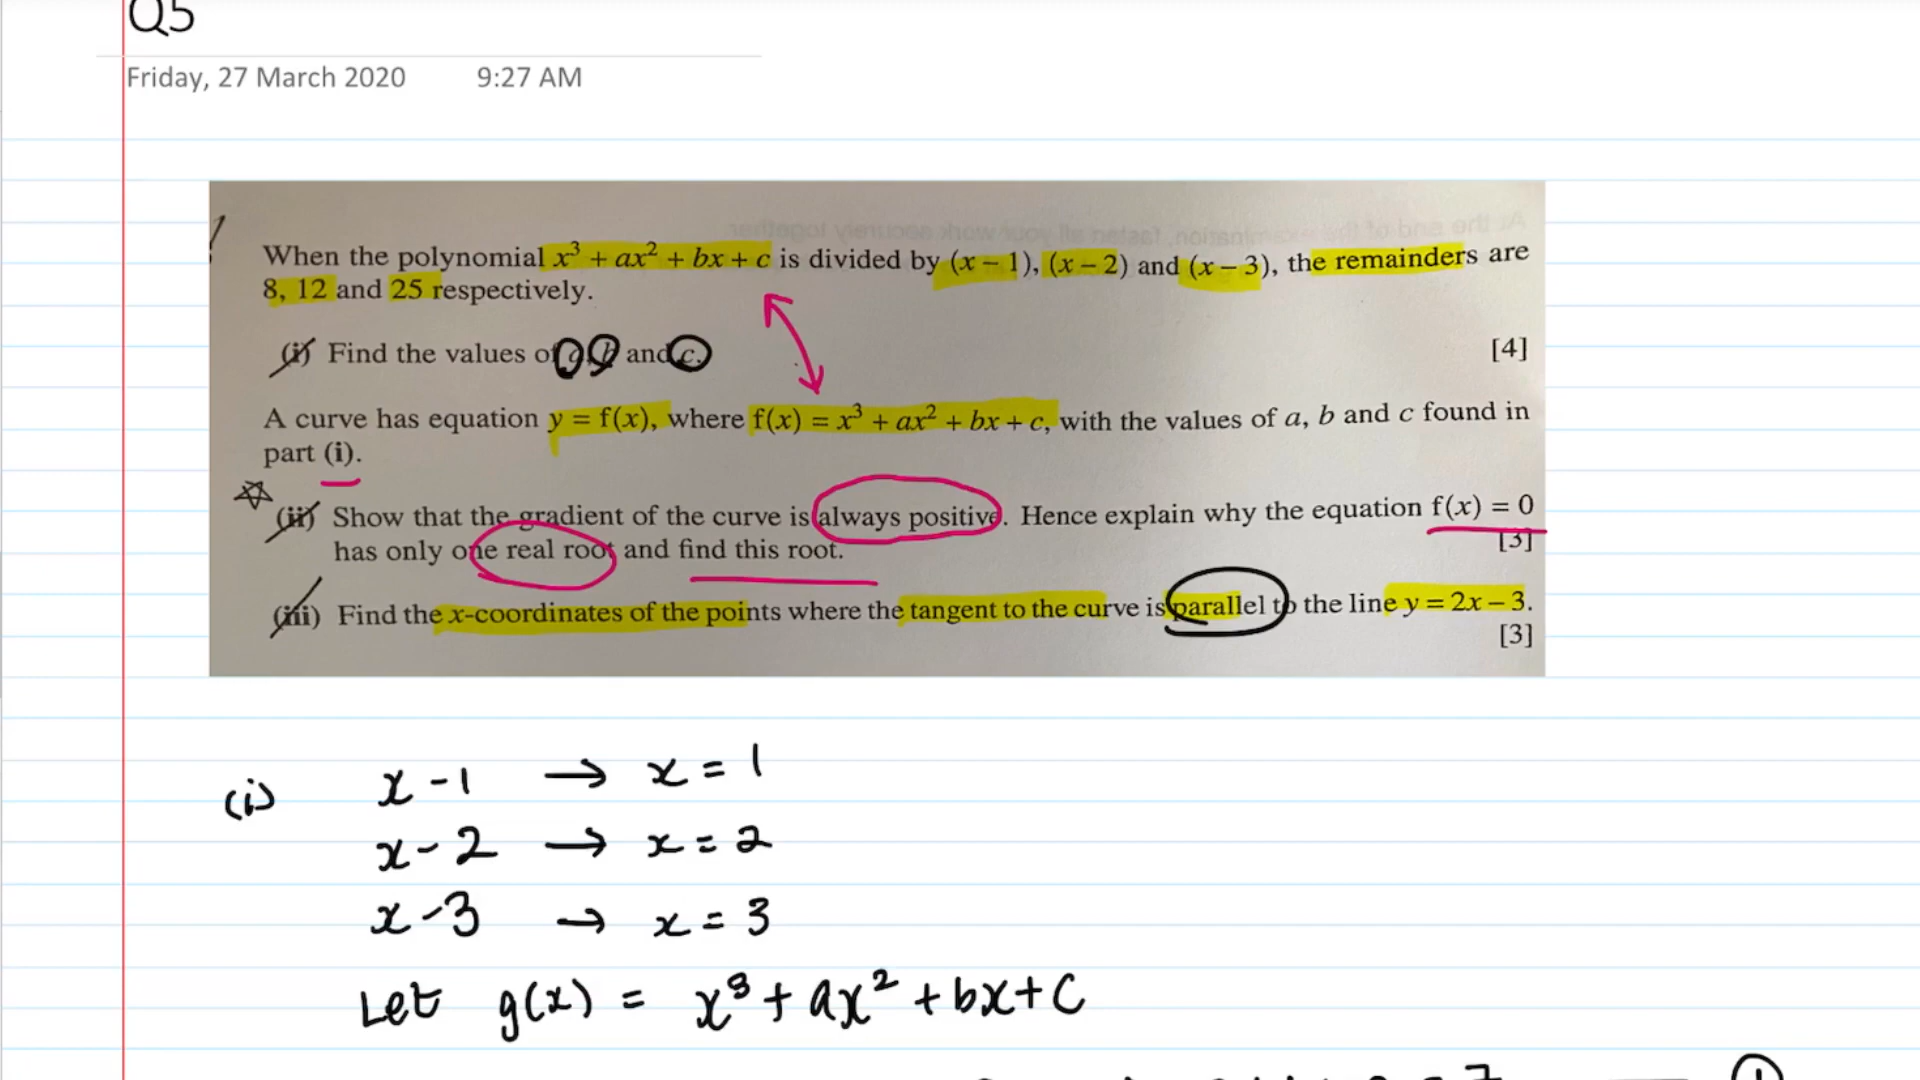 Q5
Friday, 27 March 2020 9:27 AM
When the polynomial x³ + ax² + bx + c is divided by (x – 1), (x – 2) and (x – 3), the remainders are
8, 12 and 25 respectively.
(i) Find the values of a, b and c. [4]
A curve has equation y = f(x), where f(x) = x³ + ax² + bx + c, with the values of a, b and c found in
part (i).
(ii) Show that the gradient of the curve is always positive. Hence explain why the equation f(x) = 0
has only one real root and find this root. [3]
(iii) Find the x-coordinates of the points where the tangent to the curve is parallel to the line y = 2x – 3.
[3]
(i) x - 1 → x = 1
x - 2 → x = 2
x - 3 → x = 3
Let g(x) = x³ + ax² + bx + c
= 7